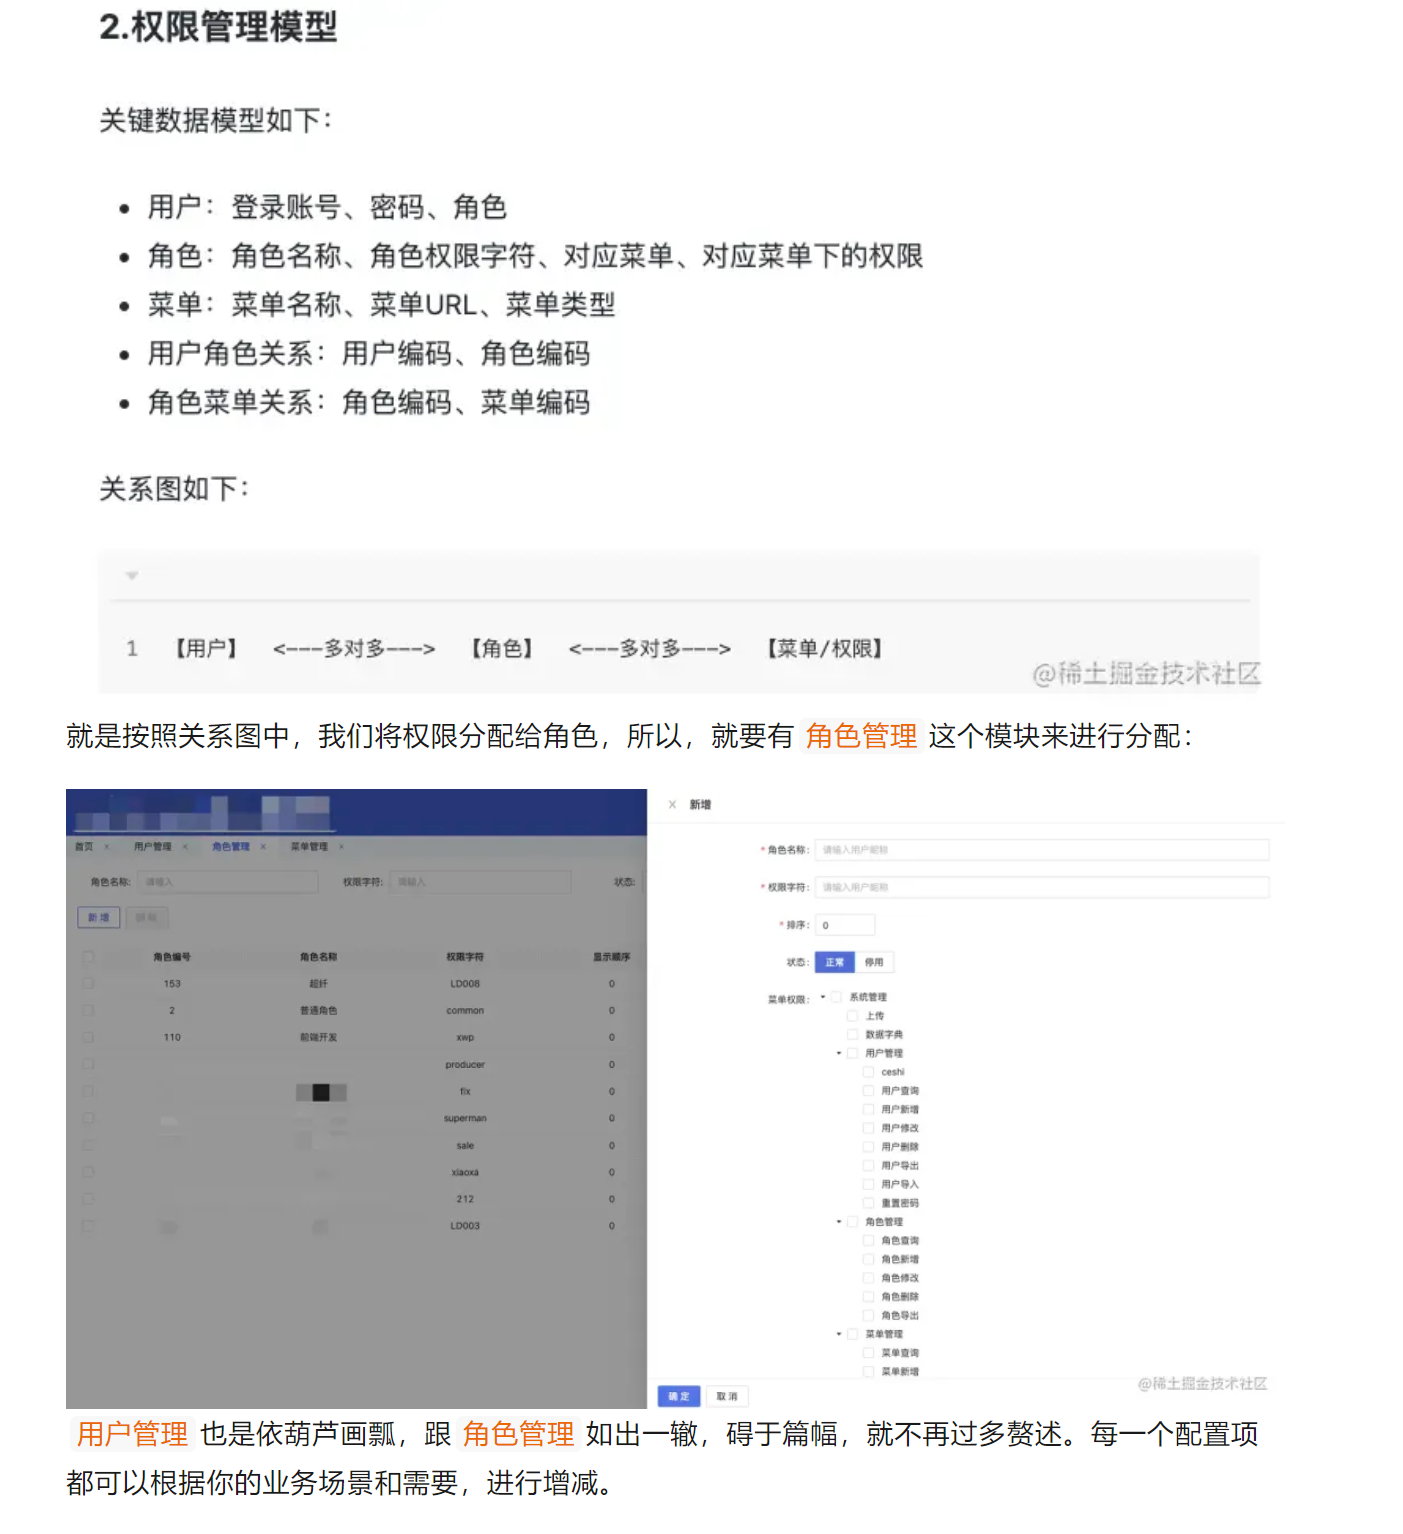 2.权限管理模型
关键数据模型如下：
• 用户：登录账号、密码、角色
• 角色：角色名称、角色权限字符、对应菜单、对应菜单下的权限
• 菜单：菜单名称、菜单URL、菜单类型
• 用户角色关系：用户编码、角色编码
• 角色菜单关系：角色编码、菜单编码
关系图如下：
1 【用户】 <---多对多---> 【角色】 <---多对多---> 【菜单/权限】
@稀土掘金技术社区
就是按照关系图中，我们将权限分配给角色，所以，就要有 角色管理 这个模块来进行分配：
首页 × 用户管理 × 角色管理 × 菜单管理 ×
角色名称: 请输入 权限字符: 请输入 状态:
新增
角色编号 角色名称 权限字符 显示顺序
153 超纤 LD008 0
2 普通角色 common 0
110 前端开发 xwp 0
producer 0
fix 0
superman 0
sale 0
xiaoxa 0
212 0
LD003 0
× 新增
* 角色名称: 请输入用户昵称
* 权限字符: 请输入用户昵称
* 排序: 0
状态: 正常 停用
菜单权限: 系统管理
上传
数据字典
用户管理
ceshi
用户查询
用户新增
用户修改
用户删除
用户导出
用户导入
重置密码
角色管理
角色查询
角色新增
角色修改
角色删除
角色导出
菜单管理
菜单查询
菜单新增
确定 取消
@稀土掘金技术社区
用户管理 也是依葫芦画瓢，跟 角色管理 如出一辙，碍于篇幅，就不再过多赘述。每一个配置项
都可以根据你的业务场景和需要，进行增减。